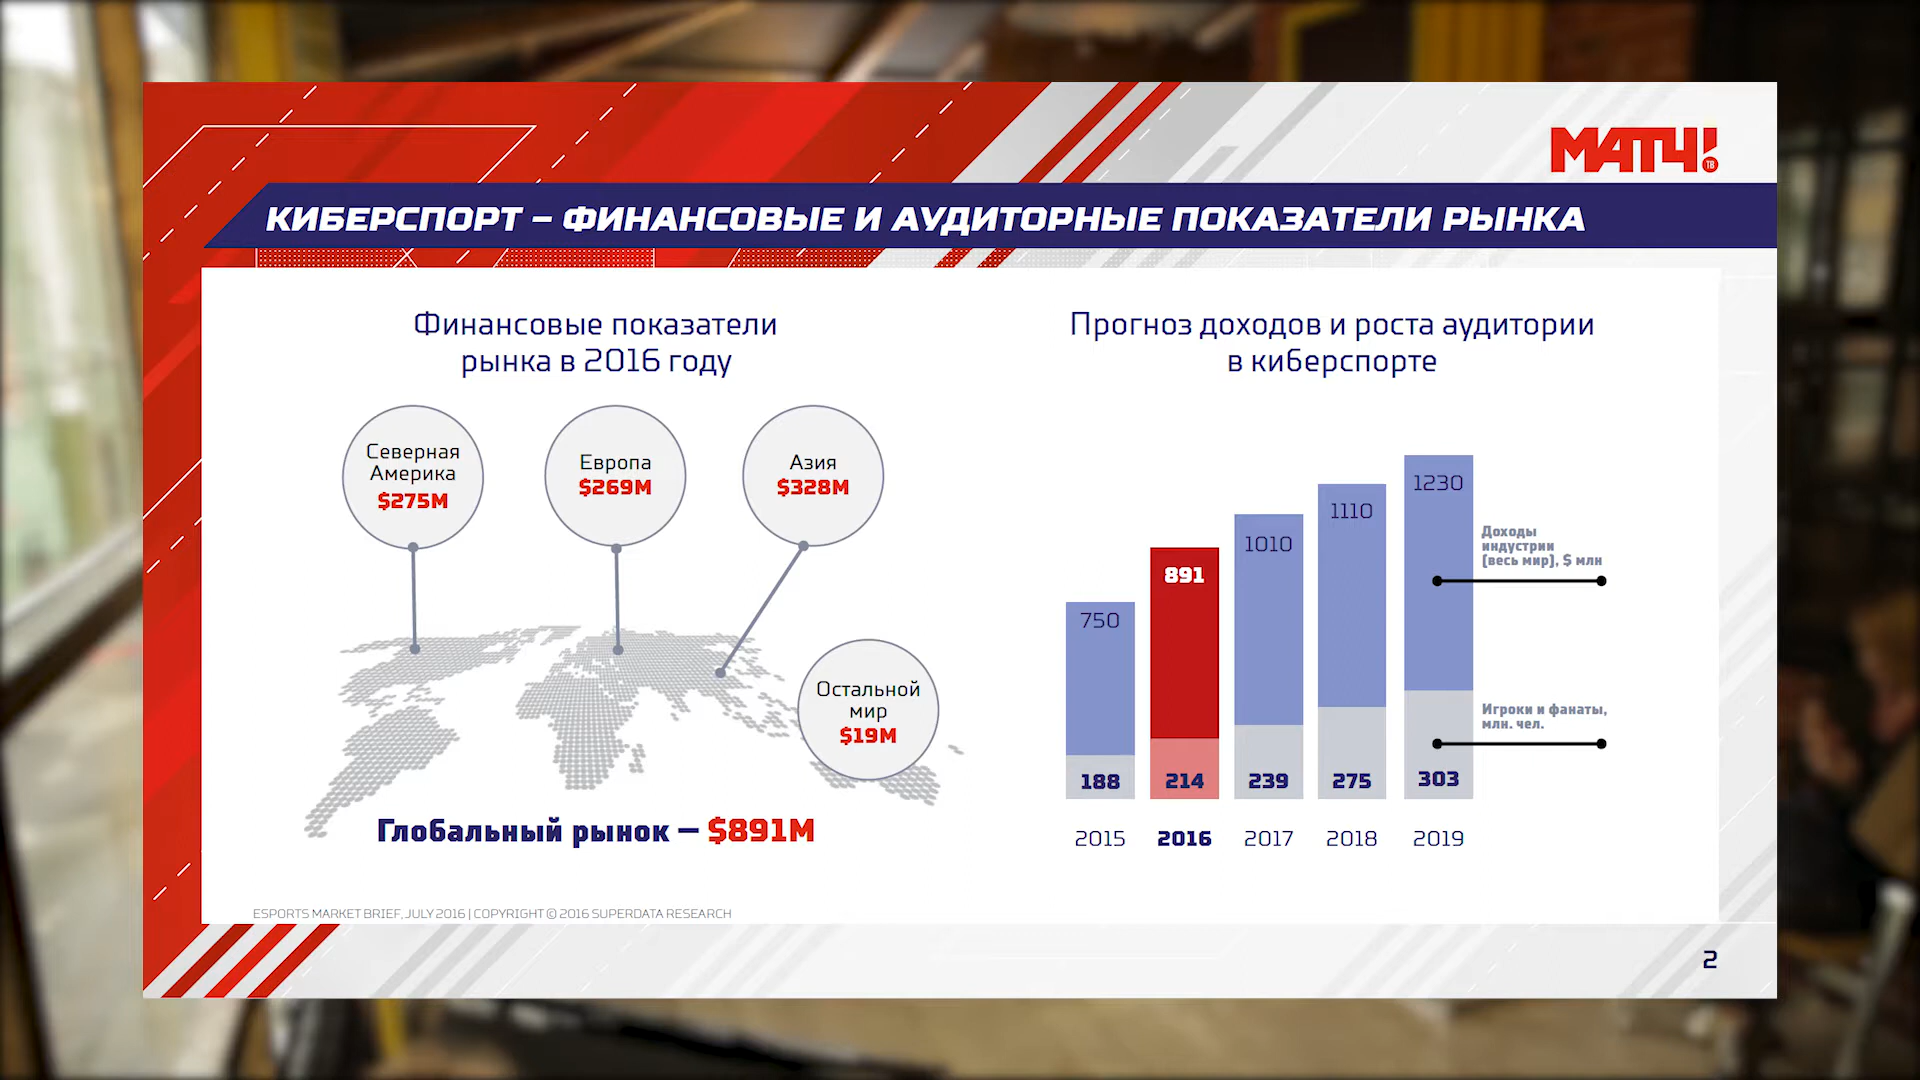 МАТЧ!
ТВ
КИБЕРСПОРТ – ФИНАНСОВЫЕ И АУДИТОРНЫЕ ПОКАЗАТЕЛИ РЫНКА
Финансовые показатели
рынка в 2016 году
Северная
Америка
$275M
Европа
$269M
Азия
$328M
Остальной
мир
$19M
Глобальный рынок — $891M
ESPORTS MARKET BRIEF, JULY 2016 | COPYRIGHT © 2016 SUPERDATA RESEARCH
Прогноз доходов и роста аудитории
в киберспорте
750
891
1010
1110
1230
Доходы
индустрии
(весь мир), $ млн
Игроки и фанаты,
млн. чел.
188
214
239
275
303
2015
2016
2017
2018
2019
2